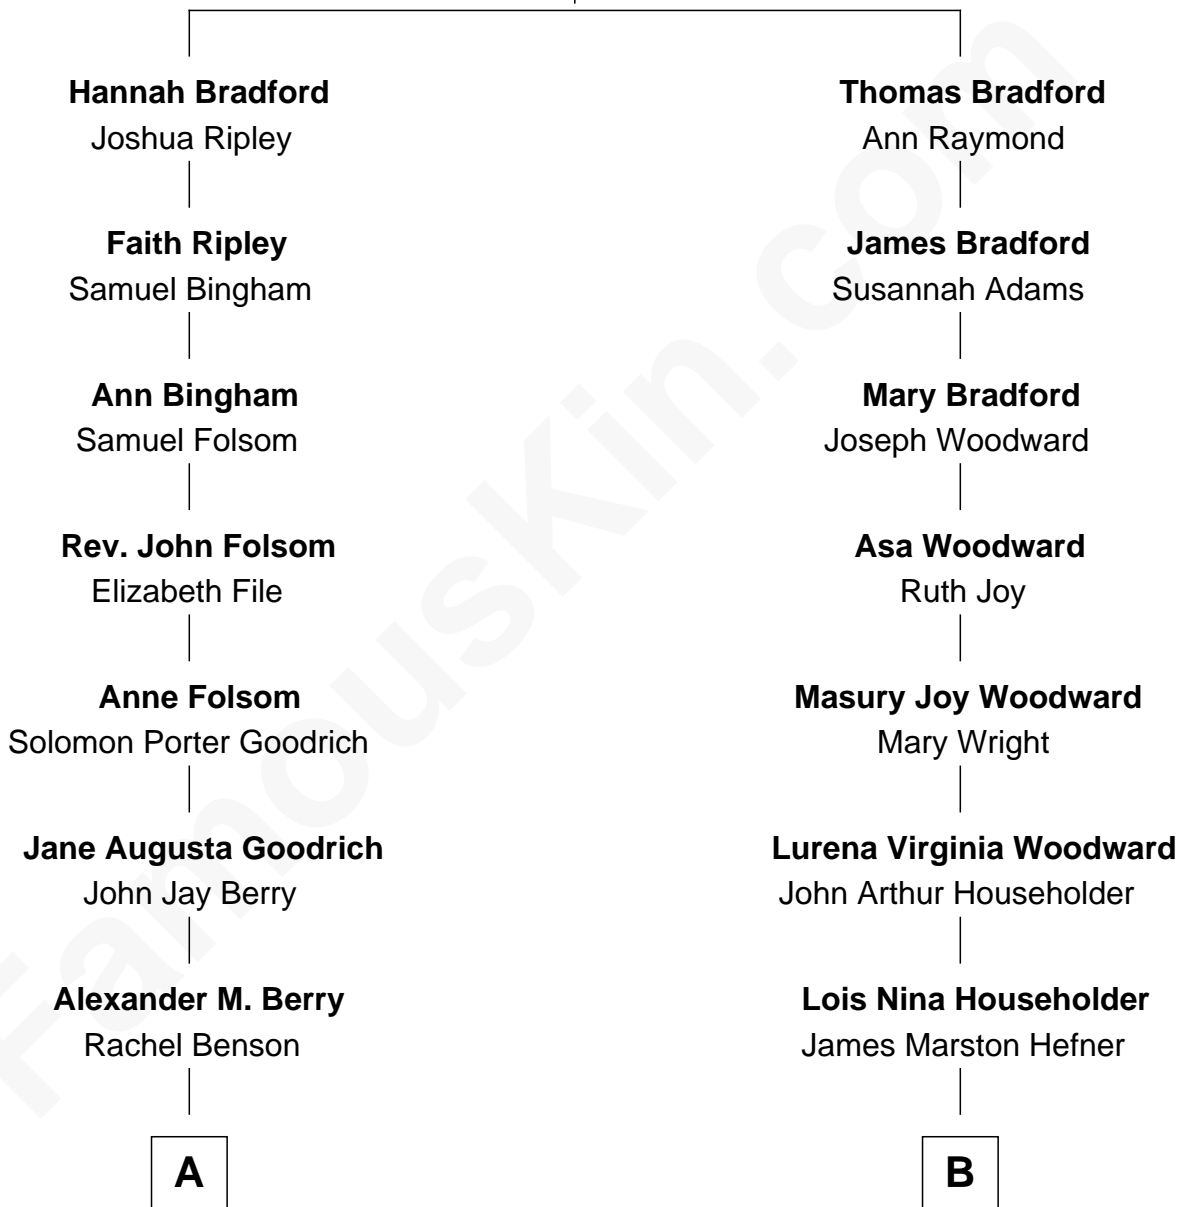 Hannah Bradford
Joshua Ripley
Faith Ripley
Samuel Bingham
Ann Bingham
Samuel Folsom
Rev. John Folsom
Elizabeth File
Anne Folsom
Solomon Porter Goodrich
Jane Augusta Goodrich
John Jay Berry
Alexander M. Berry
Rachel Benson
A
Thomas Bradford
Ann Raymond
James Bradford
Susannah Adams
Mary Bradford
Joseph Woodward
Asa Woodward
Ruth Joy
Masury Joy Woodward
Mary Wright
Lurena Virginia Woodward
John Arthur Householder
Lois Nina Householder
James Marston Hefner
B
FamousKin.com